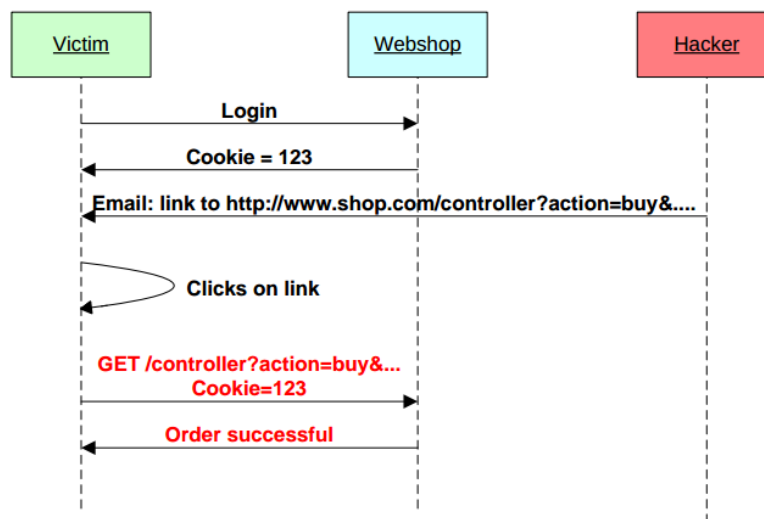 Victim
Webshop
Hacker
Login
Cookie = 123
Email: link to http://www.shop.com/controller?action=buy&....
Clicks on link
GET /controller?action=buy&...
Cookie=123
Order successful